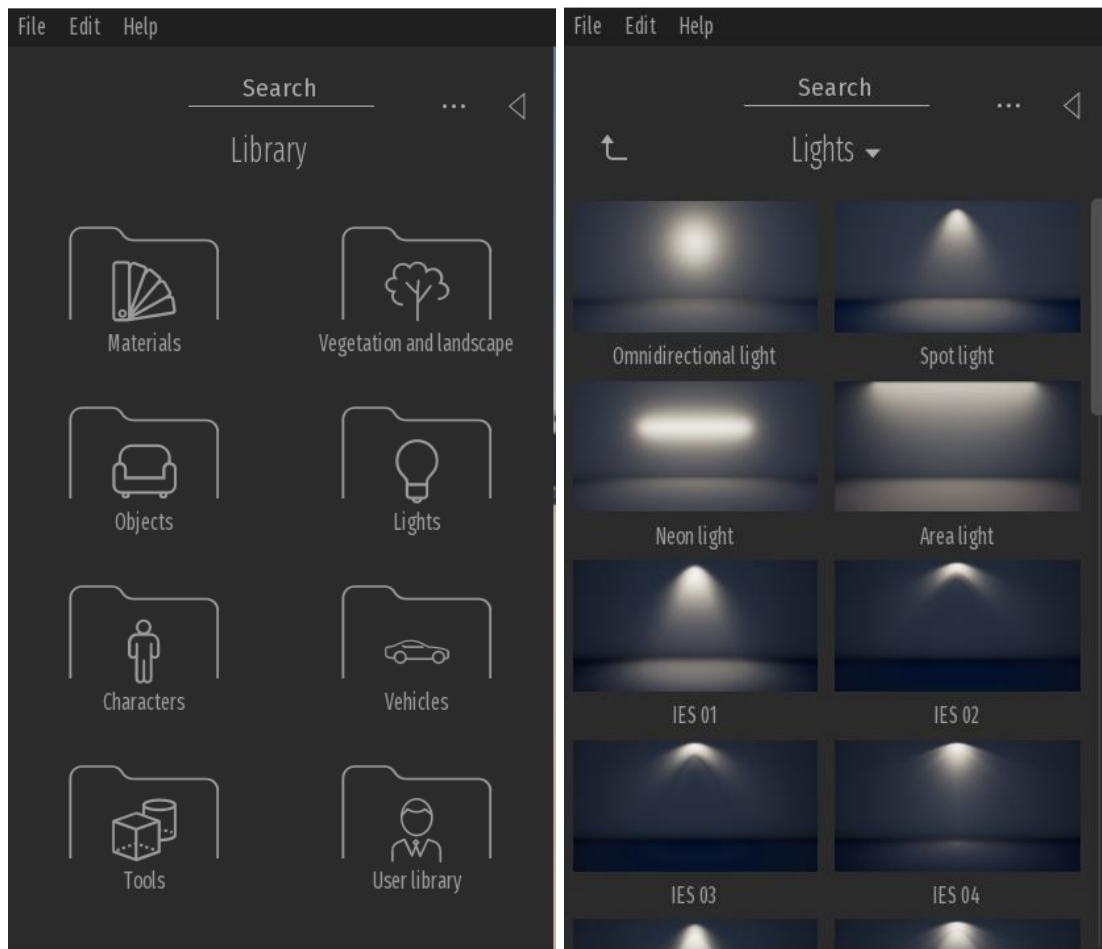 File Edit Help
Search
...
Library
Materials
Vegetation and landscape
Objects
Lights
Characters
Vehicles
Tools
User library
File Edit Help
Search
...
Lights
Omnidirectional light
Spot light
Neon light
Area light
IES 01
IES 02
IES 03
IES 04